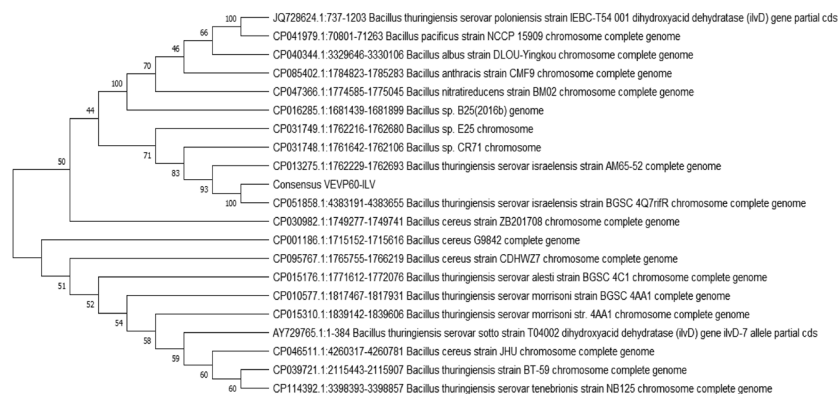 JQ728624.1:737-1203 Bacillus thuringiensis serovar poloniensis strain IEBC-T54 001 dihydroxyacid dehydratase (ilvD) gene partial cds
100
CP041979.1:70801-71263 Bacillus pacificus strain NCCP 15909 chromosome complete genome
66
CP040344.1:3329646-3330106 Bacillus albus strain DLOU-Yingkou chromosome complete genome
46
CP085402.1:1784823-1785283 Bacillus anthracis strain CMF9 chromosome complete genome
70
CP047366.1:1774585-1775045 Bacillus nitratireducens strain BM02 chromosome complete genome
100
CP016285.1:1681439-1681899 Bacillus sp. B25(2016b) genome
44
CP031749.1:1762216-1762680 Bacillus sp. E25 chromosome
71
CP031748.1:1761642-1762106 Bacillus sp. CR71 chromosome
83
CP013275.1:1762229-1762693 Bacillus thuringiensis serovar israelensis strain AM65-52 complete genome
50
93
Consensus VEVP60-ILV
100
CP051858.1:4383191-4383655 Bacillus thuringiensis serovar israelensis strain BGSC 4Q7rifR chromosome complete genome
CP030982.1:1749277-1749741 Bacillus cereus strain ZB201708 chromosome complete genome
CP001186.1:1715152-1715616 Bacillus cereus G9842 complete genome
CP095767.1:1765755-1766219 Bacillus cereus strain CDHWZ7 chromosome complete genome
51
CP015176.1:1771612-1772076 Bacillus thuringiensis serovar alesti strain BGSC 4C1 chromosome complete genome
52
CP010577.1:1817467-1817931 Bacillus thuringiensis serovar morrisoni strain BGSC 4AA1 complete genome
54
CP015310.1:1839142-1839606 Bacillus thuringiensis serovar morrisoni str. 4AA1 chromosome complete genome
58
AY729765.1:1-384 Bacillus thuringiensis serovar sotto strain T04002 dihydroxyacid dehydratase (ilvD) gene ilvD-7 allele partial cds
59
CP046511.1:4260317-4260781 Bacillus cereus strain JHU chromosome complete genome
60
CP039721.1:2115443-2115907 Bacillus thuringiensis strain BT-59 chromosome complete genome
60
CP114392.1:3398393-3398857 Bacillus thuringiensis serovar tenebrionis strain NB125 chromosome complete genome